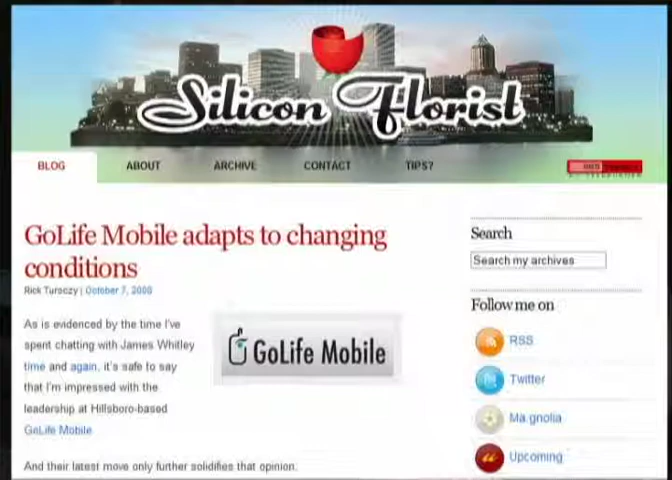 Silicon Florist
BLOG ABOUT ARCHIVE CONTACT TIPS?
GoLife Mobile adapts to changing
conditions
Rick Turoczy | October 7, 2008
As is evidenced by the time I've
spent chatting with James Whitley
time and again, it's safe to say
that I'm impressed with the
leadership at Hillsboro-based
GoLife Mobile.
GoLife Mobile
And their latest move only further solidifies that opinion.
Search
Search my archives
Follow me on
RSS
Twitter
Ma.gnolia
Upcoming